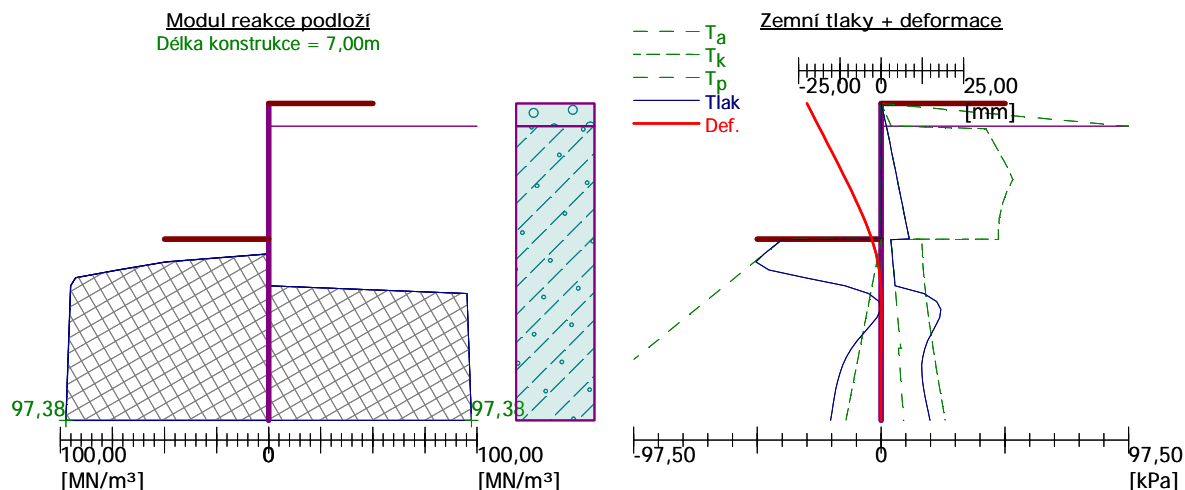 Modul reakce podloží
Délka konstrukce = 7,00m
97,38
97,38
100,00
0
100,00
[MN/m³]
[MN/m³]
Zemní tlaky + deformace
Ta
Tk
Tp
Tlak
Def.
-25,00
0
25,00
[mm]
-97,50
0
97,50
[kPa]